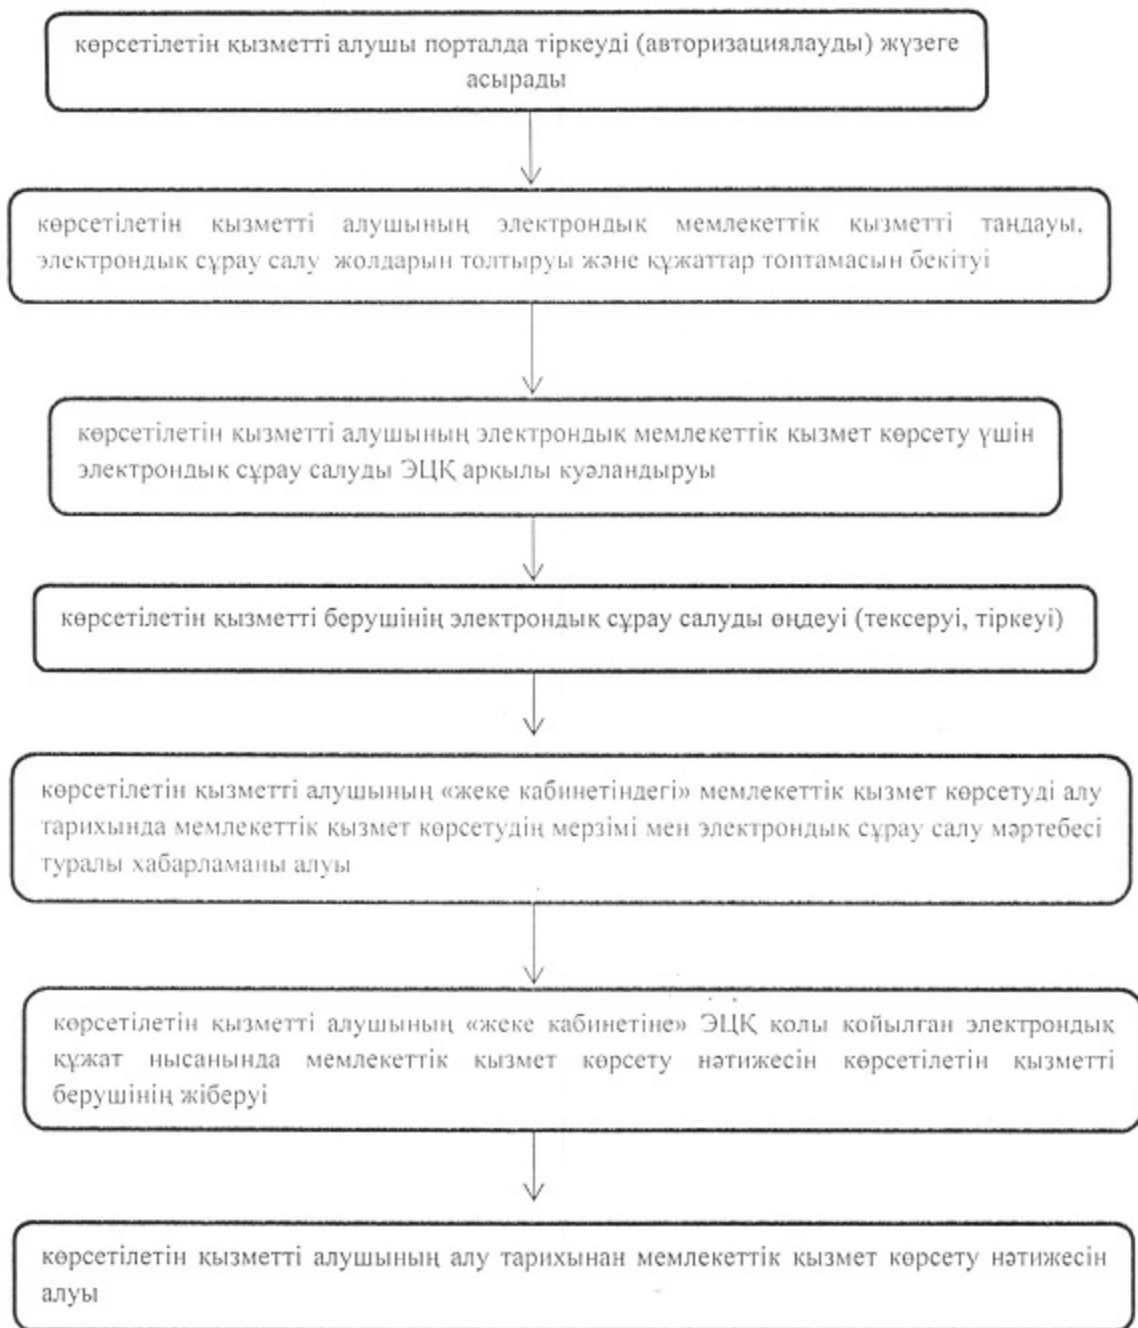 көрсетілетін қызметті алушы порталда тіркеуді (авторизациялауды) жүзеге
асырады
көрсетілетін қызметті алушының электрондық мемлекеттік қызметті таңдауы,
электрондық сұрау салу жолдарын толтыруы және құжаттар топтамасын бекітуі
көрсетілетін қызметті алушының электрондық мемлекеттік қызмет көрсету үшін
электрондық сұрау салуды ЭЦҚ арқылы куәландыруы
көрсетілетін қызметті берушінің электрондық сұрау салуды өңдеуі (тексеруі, тіркеуі)
көрсетілетін қызметті алушының «жеке кабинетіндегі» мемлекеттік қызмет көрсетуді алу
тарихында мемлекеттік қызмет көрсетудің мерзімі мен электрондық сұрау салу мәртебесі
туралы хабарламаны алуы
көрсетілетін қызметті алушының «жеке кабинетіне» ЭЦҚ қолы қойылған электрондық
құжат нысанында мемлекеттік қызмет көрсету нәтижесін көрсетілетін қызметті
берушінің жіберуі
көрсетілетін қызметті алушының алу тарихынан мемлекеттік қызмет көрсету нәтижесін
алуы